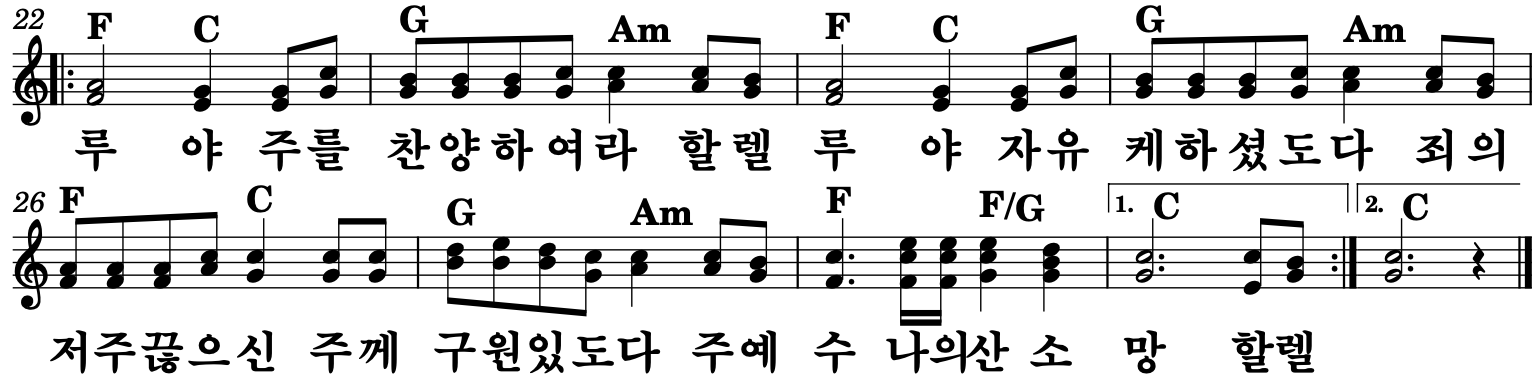 22 F C G Am F C G Am
루 야 주를 찬양하여라 할렐 루 야 자유 케하셨도다 죄의
26 F C G Am F F/G 1. C 2. C
저주끊으신 주께 구원있도다 주예 수 나의산 소 망 할렐